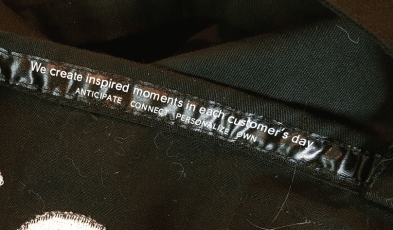 We create inspired moments in each customer's day.
ANTICIPATE CONNECT PERSONALIZE OWN